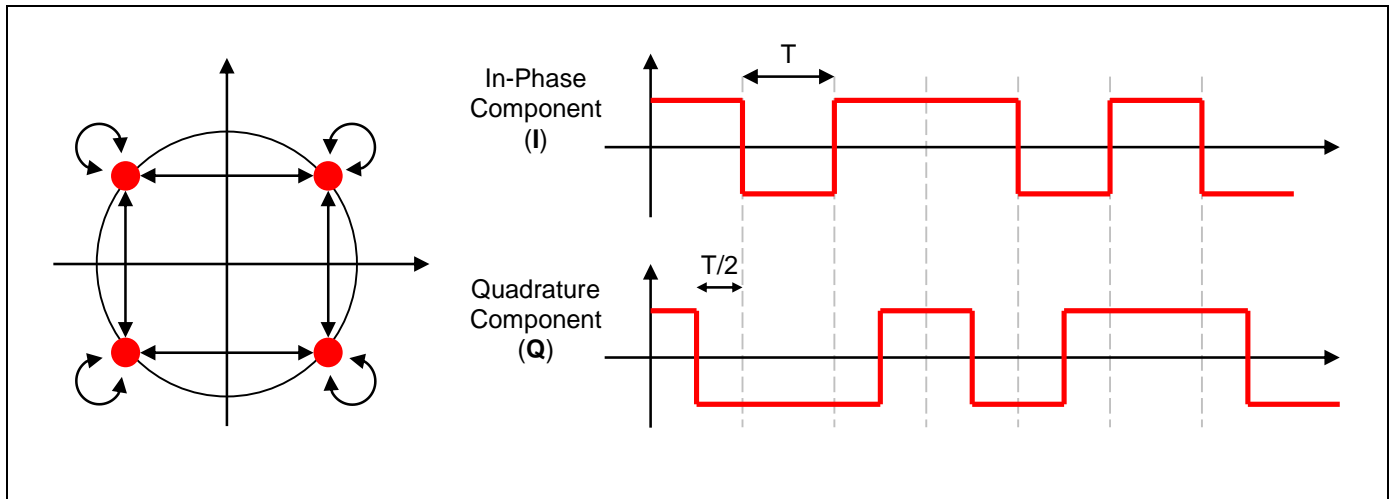 In-Phase
Component
(I)
T
Quadrature
Component
(Q)
T/2